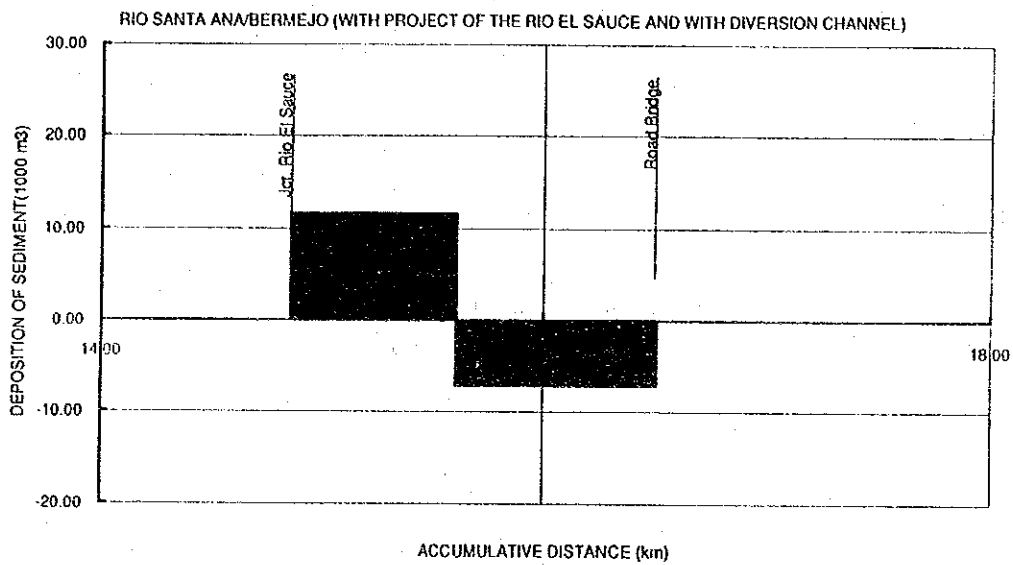 RIO SANTA ANA/BERMEJO (WITH PROJECT OF THE RIO EL SAUCE AND WITH DIVERSION CHANNEL)
DEPOSITION OF SEDIMENT(1000 m3)
30.00
20.00
10.00
0.00
-10.00
-20.00
Jct. Rio El Sauce
Road Bridge
14.00
18.00
ACCUMULATIVE DISTANCE (km)